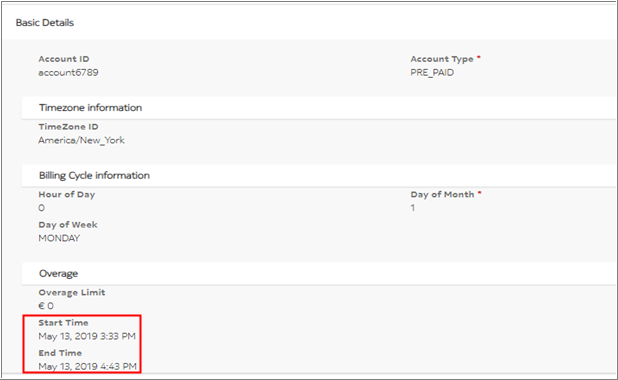 Basic Details
Account ID
Account Type *
account6789
PRE_PAID
Timezone information
TimeZone ID
America/New_York
Billing Cycle information
Hour of Day
Day of Month *
0
1
Day of Week
MONDAY
Overage
Overage Limit
€ 0
Start Time
May 13, 2019 3:33 PM
End Time
May 13, 2019 4:43 PM